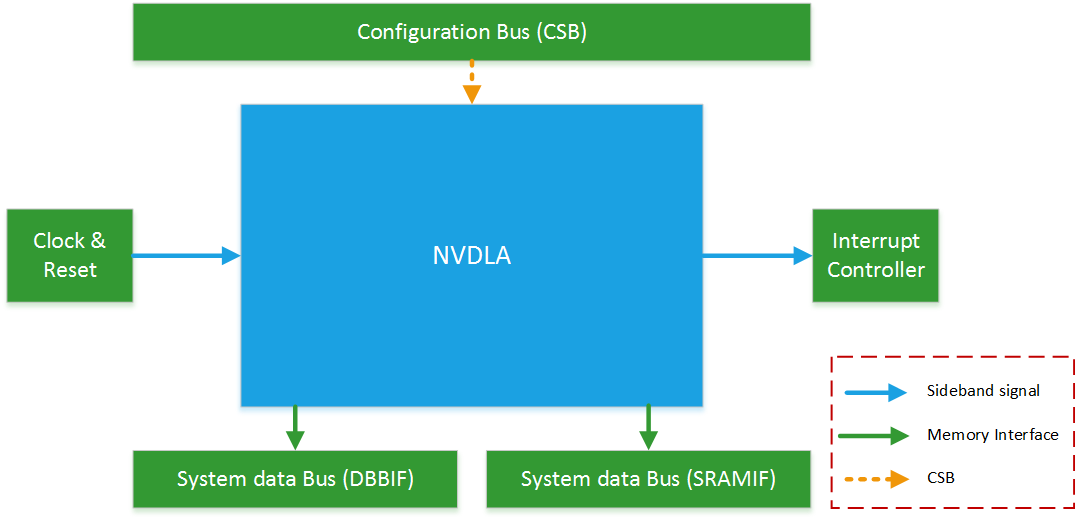 Configuration Bus (CSB)
Clock &
Reset
NVDLA
Interrupt
Controller
System data Bus (DBBIF)
System data Bus (SRAMIF)
Sideband signal
Memory Interface
CSB